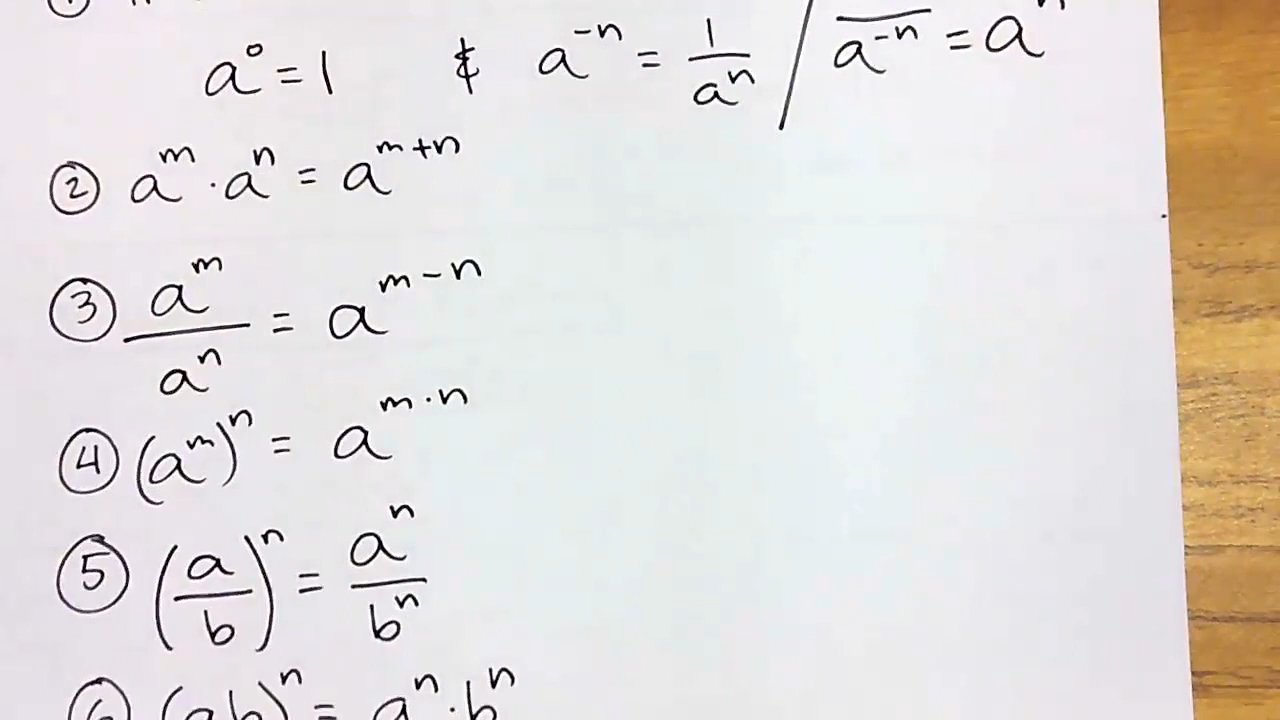 a⁰ = 1 & a⁻ⁿ = 1/aⁿ / 1/a⁻ⁿ = aⁿ
② aᵐ · aⁿ = aᵐ⁺ⁿ
③ aᵐ/aⁿ = aᵐ⁻ⁿ
④ (aᵐ)ⁿ = aᵐ·ⁿ
⑤ (a/b)ⁿ = aⁿ/bⁿ
⑥ (ab)ⁿ = aⁿ · bⁿ